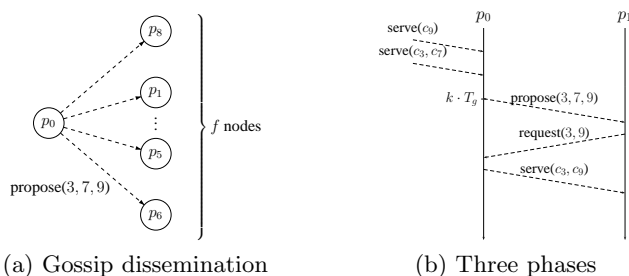 p8
p1
p0
⋮
f nodes
p5
propose(3, 7, 9)
p6
(a) Gossip dissemination
p0
p1
serve(c9)
serve(c3, c7)
k · Tg
propose(3, 7, 9)
request(3, 9)
serve(c3, c9)
(b) Three phases